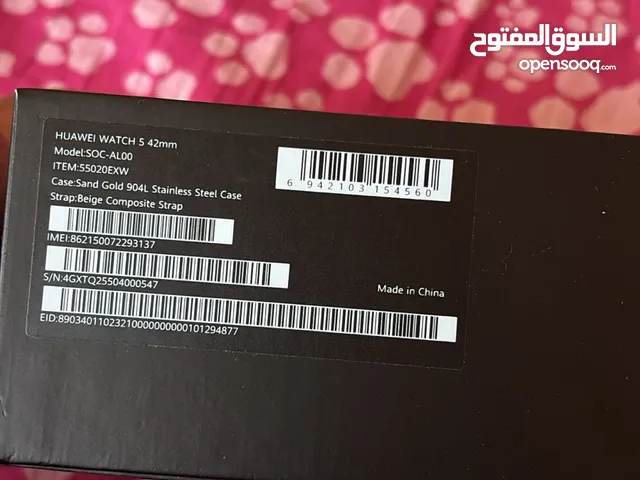 السوق المفتوح
opensooq.com
HUAWEI WATCH 5 42mm
Model:SOC-AL00
ITEM:55020EXW
Case:Sand Gold 904L Stainless Steel Case
Strap:Beige Composite Strap
6 942103 154560
IMEI:862150072293137
S/N:4GXTQ25504000547
Made in China
EID:89034011023210000000000101294877